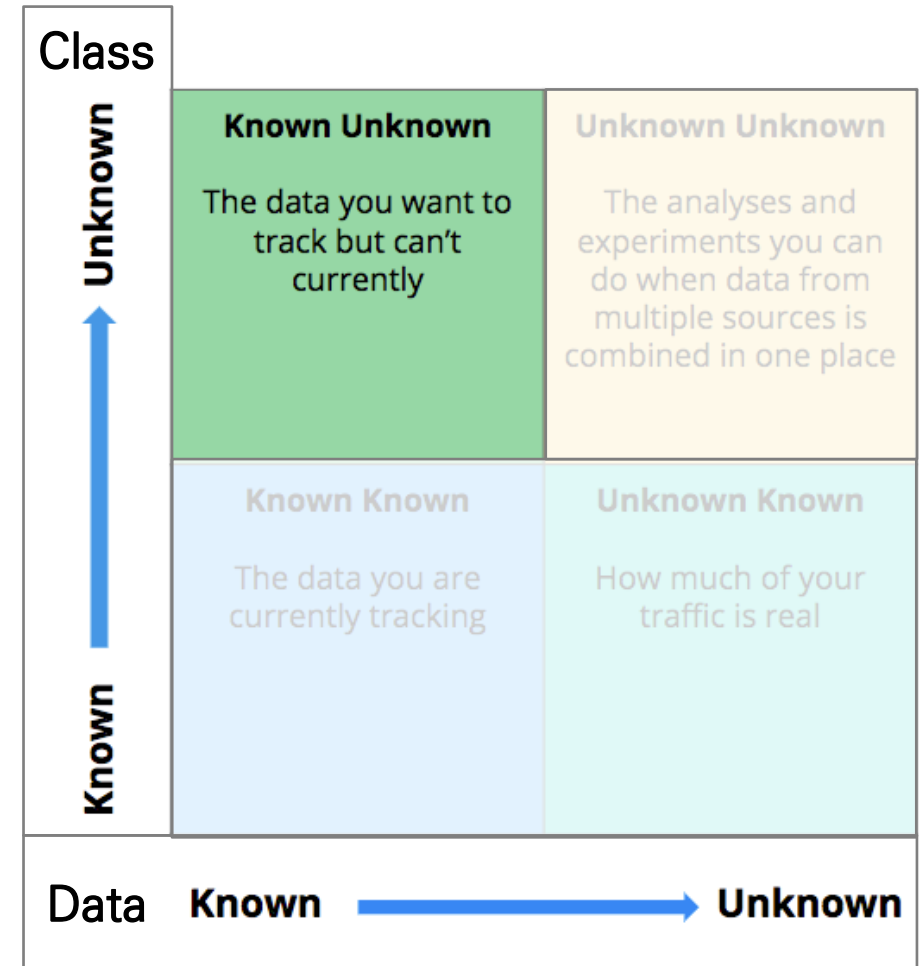 Class
Unknown
Known
Known Unknown
The data you want to
track but can't
currently
Unknown Unknown
The analyses and
experiments you can
do when data from
multiple sources is
combined in one place
Known Known
The data you are
currently tracking
Unknown Known
How much of your
traffic is real
Data Known Unknown